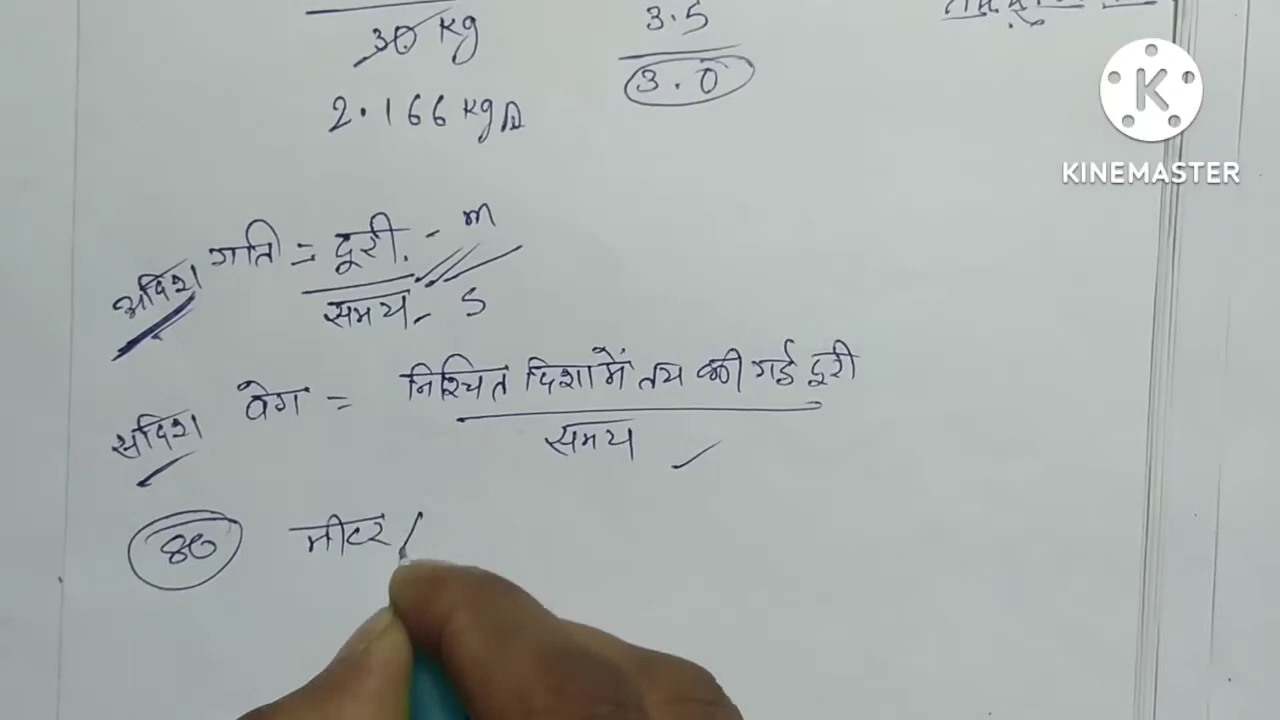 30 kg
3.5
3.0
2.166 kg
K
KINEMASTER
अदिश गति = दूरी. - m
समय - s
सदिश वेग = निश्चित दिशा में तय की गई दूरी
समय
80 मीटर /